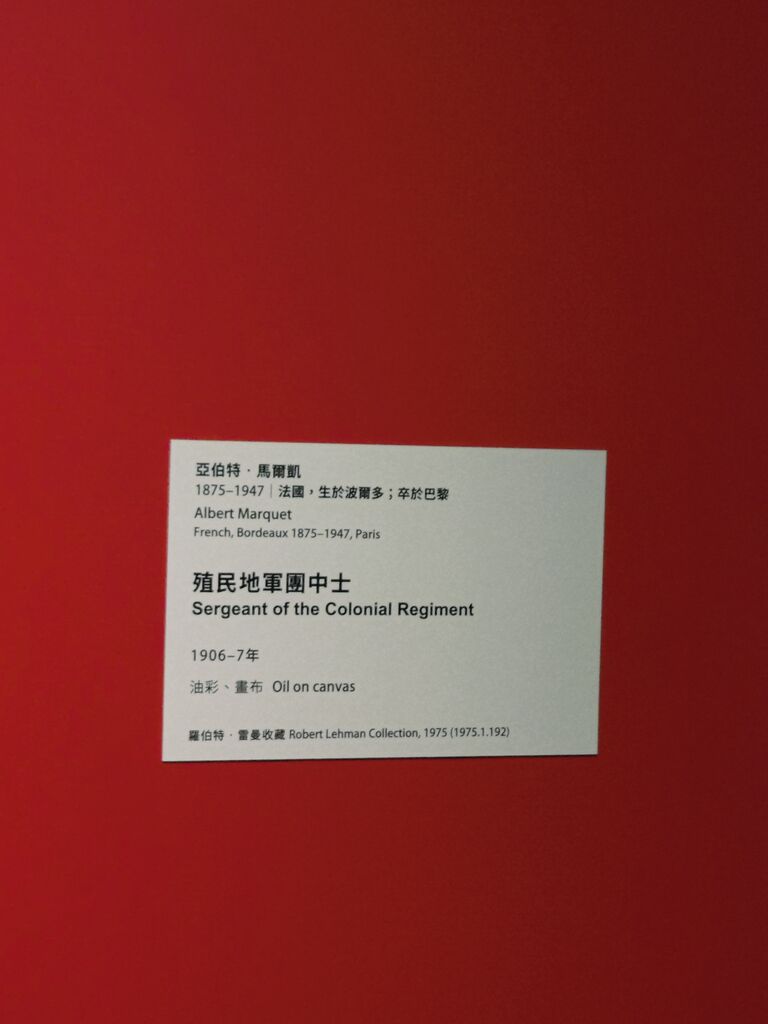 亞伯特．馬爾凱
1875–1947｜法國，生於波爾多；卒於巴黎
Albert Marquet
French, Bordeaux 1875–1947, Paris
殖民地軍團中士
Sergeant of the Colonial Regiment
1906–7年
油彩、畫布 Oil on canvas
羅伯特．雷曼收藏 Robert Lehman Collection, 1975 (1975.1.192)